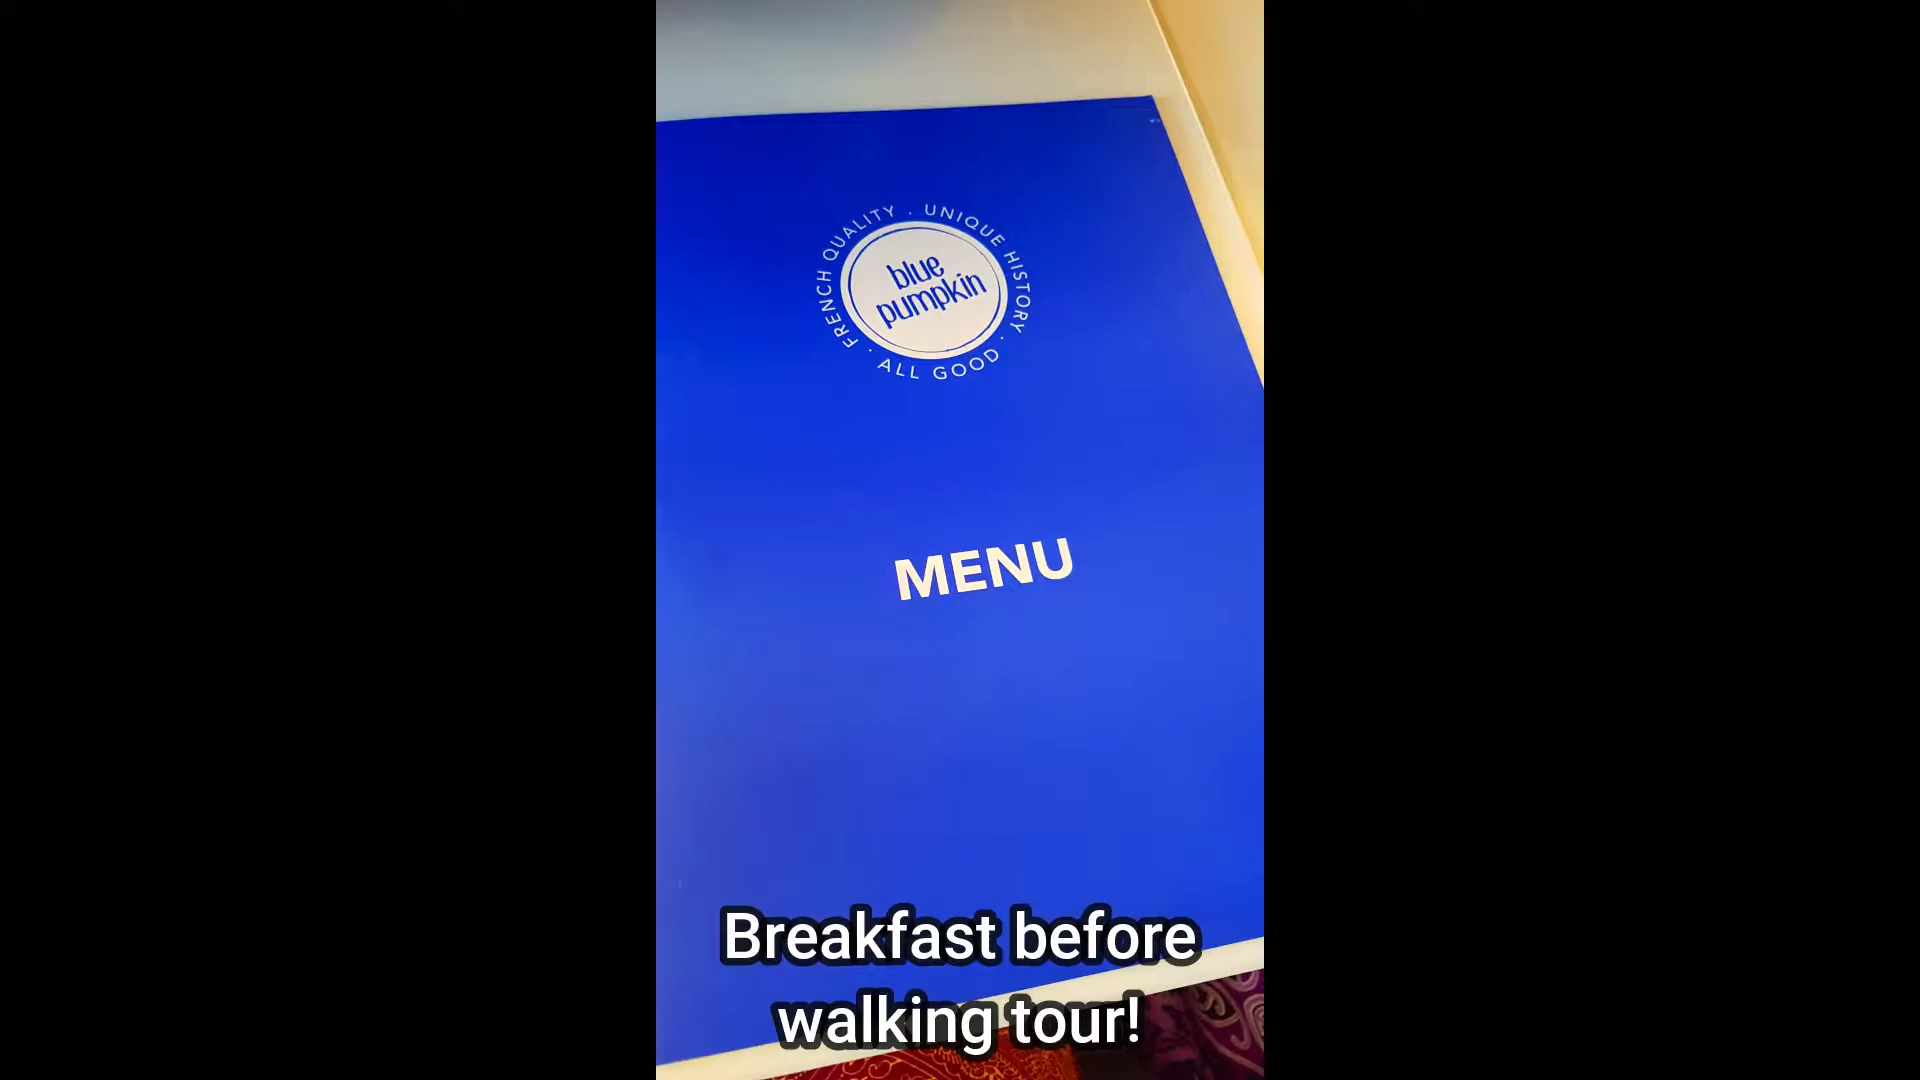 FRENCH QUALITY . UNIQUE HISTORY . ALL GOOD .
blue
pumpkin
MENU
Breakfast before
walking tour!